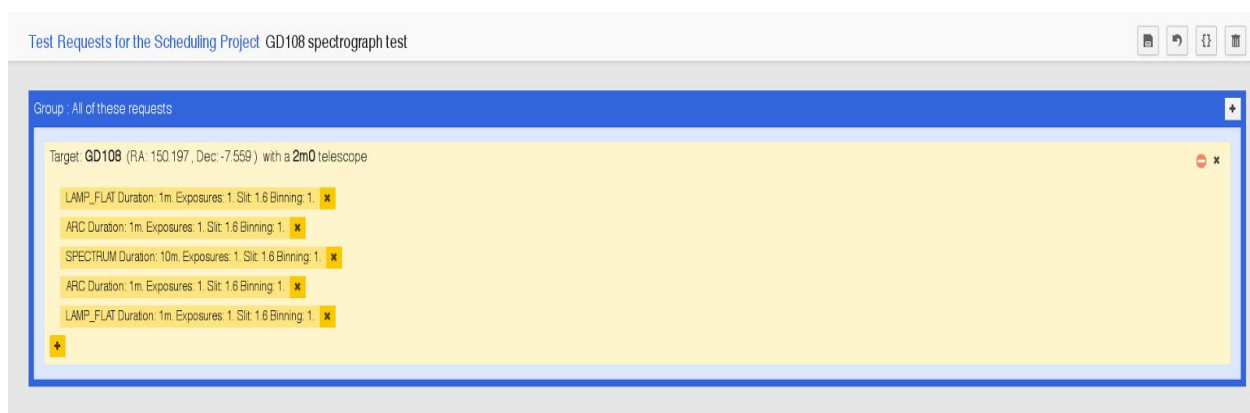 Test Requests for the Scheduling Project GD108 spectrograph test
{}
Group : All of these requests
+
Target: GD108 (RA: 150.197 , Dec: -7.559 ) with a 2m0 telescope
×
LAMP_FLAT Duration: 1m. Exposures: 1. Slit: 1.6 Binning: 1. ×
ARC Duration: 1m. Exposures: 1. Slit: 1.6 Binning: 1. ×
SPECTRUM Duration: 10m. Exposures: 1. Slit: 1.6 Binning: 1. ×
ARC Duration: 1m. Exposures: 1. Slit: 1.6 Binning: 1. ×
LAMP_FLAT Duration: 1m. Exposures: 1. Slit: 1.6 Binning: 1. ×
+